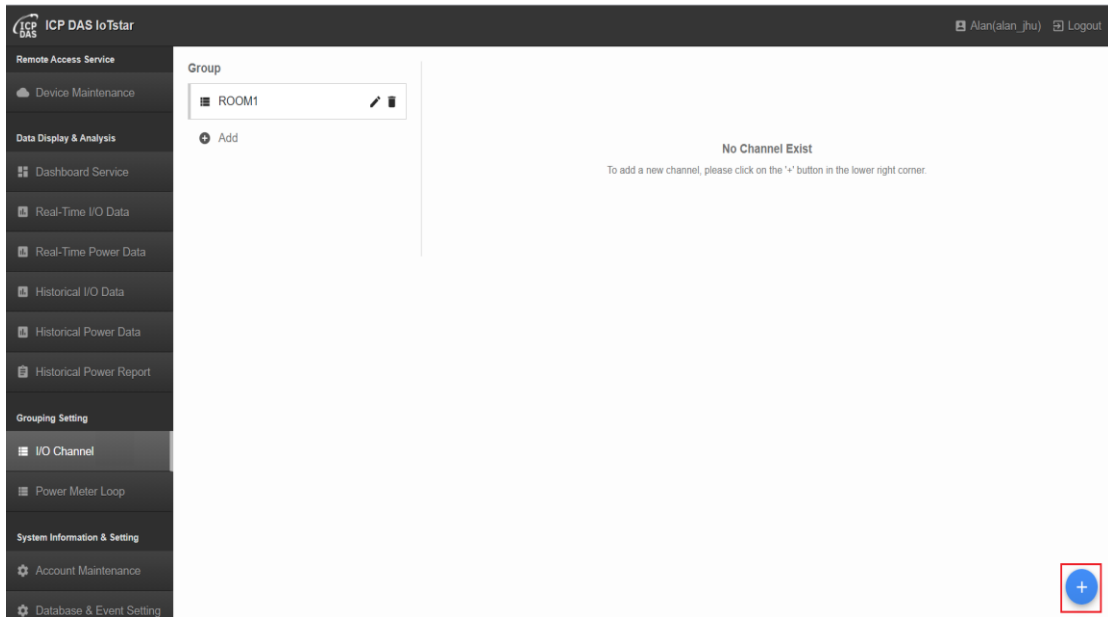 ICP DAS ICP DAS IoTstar
Alan(alan_jhu) Logout
Remote Access Service
Device Maintenance
Data Display & Analysis
Dashboard Service
Real-Time I/O Data
Real-Time Power Data
Historical I/O Data
Historical Power Data
Historical Power Report
Grouping Setting
I/O Channel
Power Meter Loop
System Information & Setting
Account Maintenance
Database & Event Setting
Group
ROOM1
Add
No Channel Exist
To add a new channel, please click on the '+' button in the lower right corner.
+